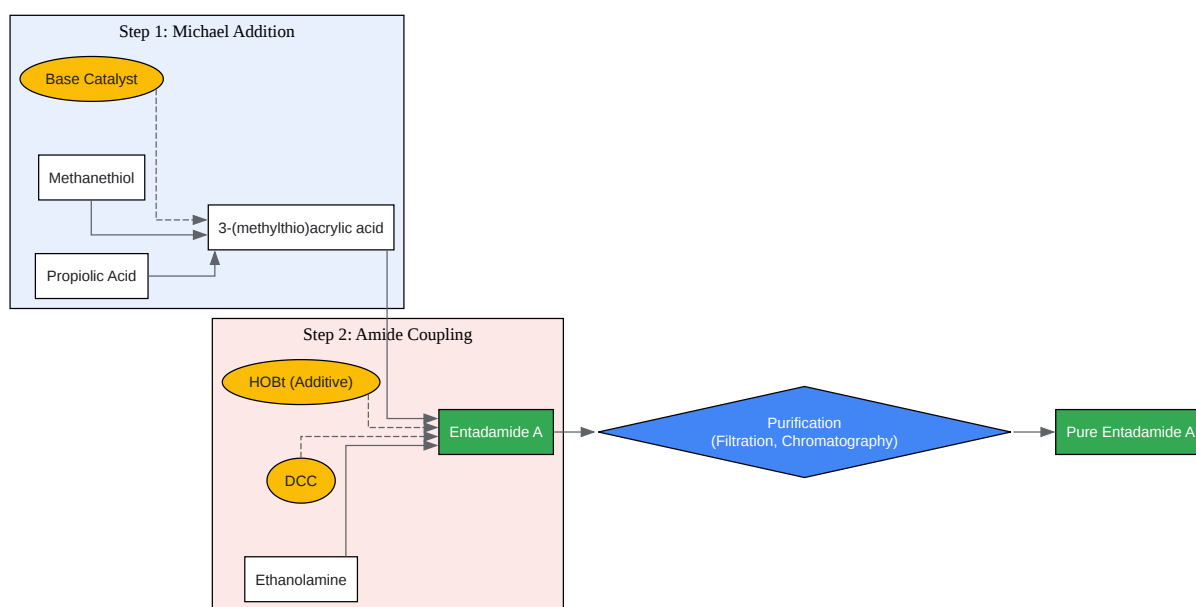 Step 1: Michael Addition
Base Catalyst
Methanethiol
3-(methylthio)acrylic acid
Propiolic Acid
Step 2: Amide Coupling
HOBt (Additive)
Entadamide A
DCC
Ethanolamine
Purification
(Filtration, Chromatography)
Pure Entadamide A